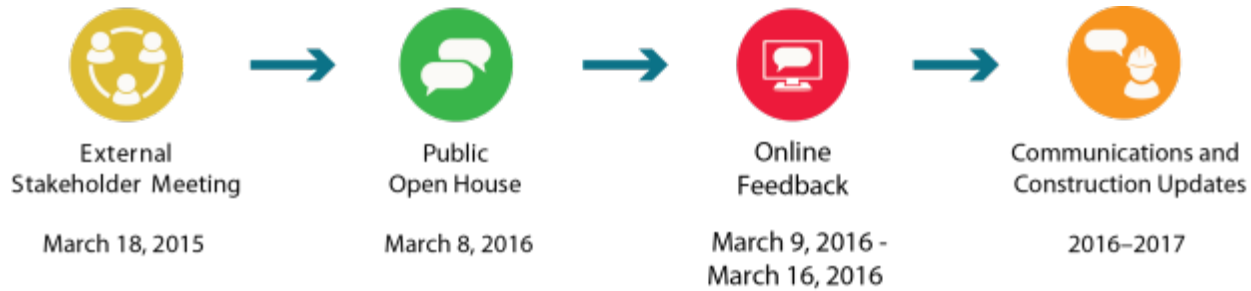 External
Stakeholder Meeting
March 18, 2015
Public
Open House
March 8, 2016
Online
Feedback
March 9, 2016 -
March 16, 2016
Communications and
Construction Updates
2016–2017